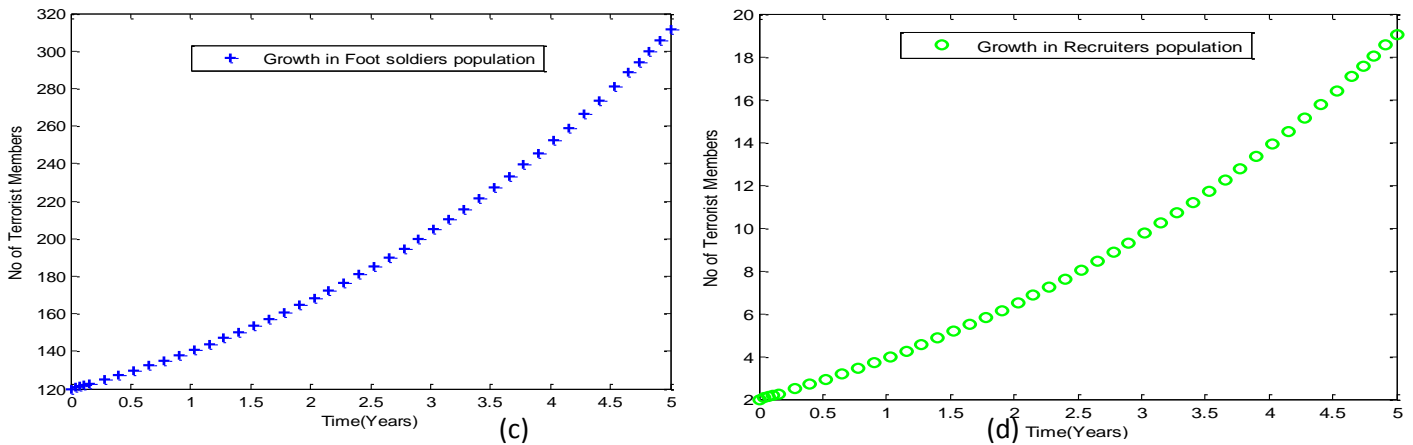 No of Terrorist Members
320
300
280
260
240
220
200
180
160
140
120
Growth in Foot soldiers population
0 0.5 1 1.5 2 2.5 3 3.5 4 4.5 5
Time(Years)
(c)
No of Terrorist Members
20
18
16
14
12
10
8
6
4
2
Growth in Recruiters population
0 0.5 1 1.5 2 2.5 3 3.5 4 4.5 5
(d)
Time(Years)